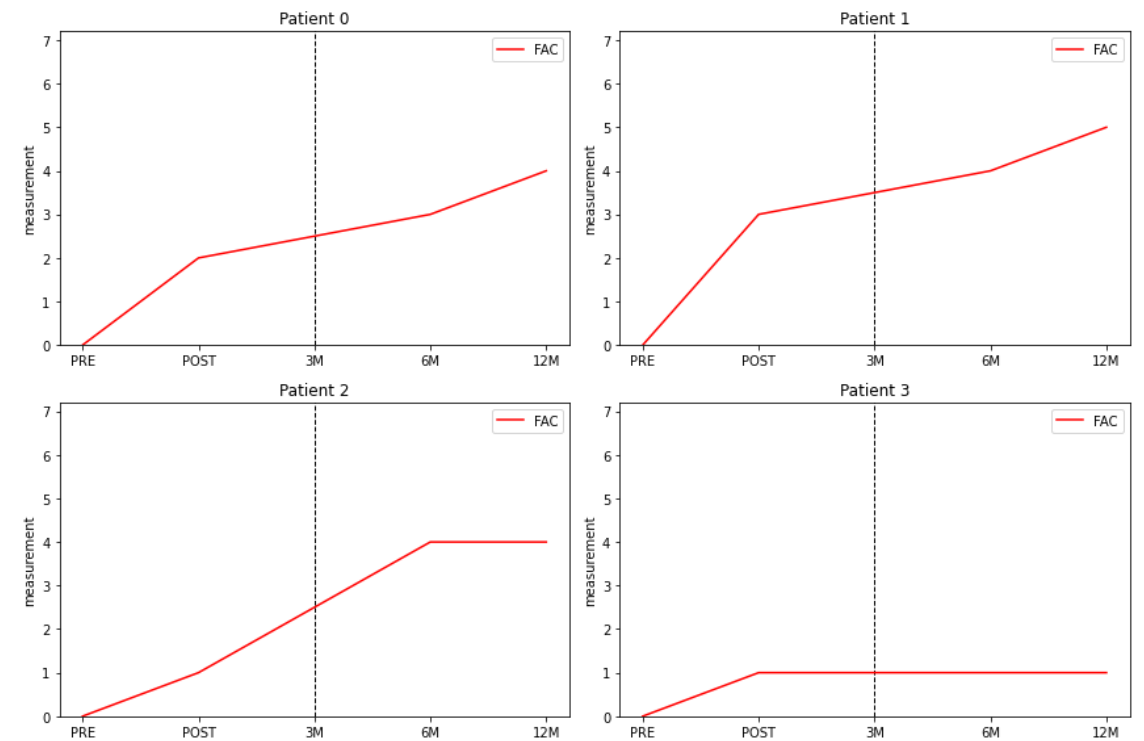 Patient 0
7
6
5
4
3
2
1
0
measurement
FAC
PRE POST 3M 6M 12M
Patient 1
7
6
5
4
3
2
1
0
measurement
FAC
PRE POST 3M 6M 12M
Patient 2
7
6
5
4
3
2
1
0
measurement
FAC
PRE POST 3M 6M 12M
Patient 3
7
6
5
4
3
2
1
0
measurement
FAC
PRE POST 3M 6M 12M